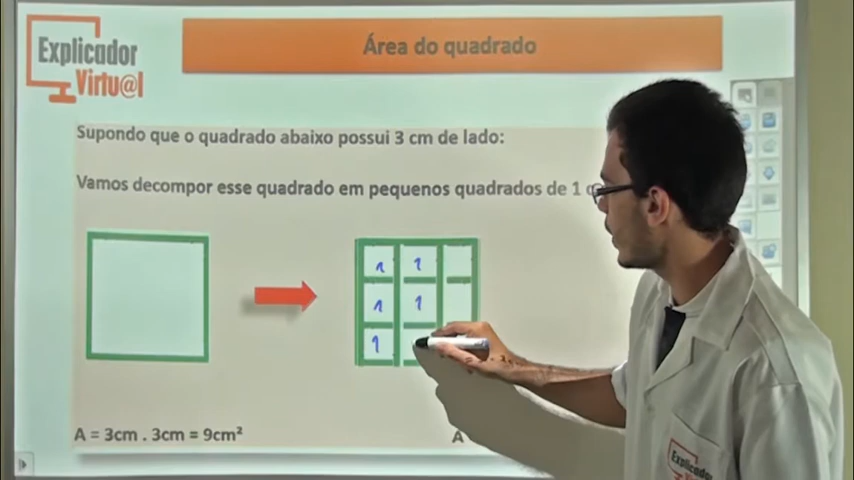 Explicador
Virtu@l
Área do quadrado
Supondo que o quadrado abaixo possui 3 cm de lado:
Vamos decompor esse quadrado em pequenos quadrados de 1
1 1
1 1
1
A = 3cm . 3cm = 9cm²
A
Explicador